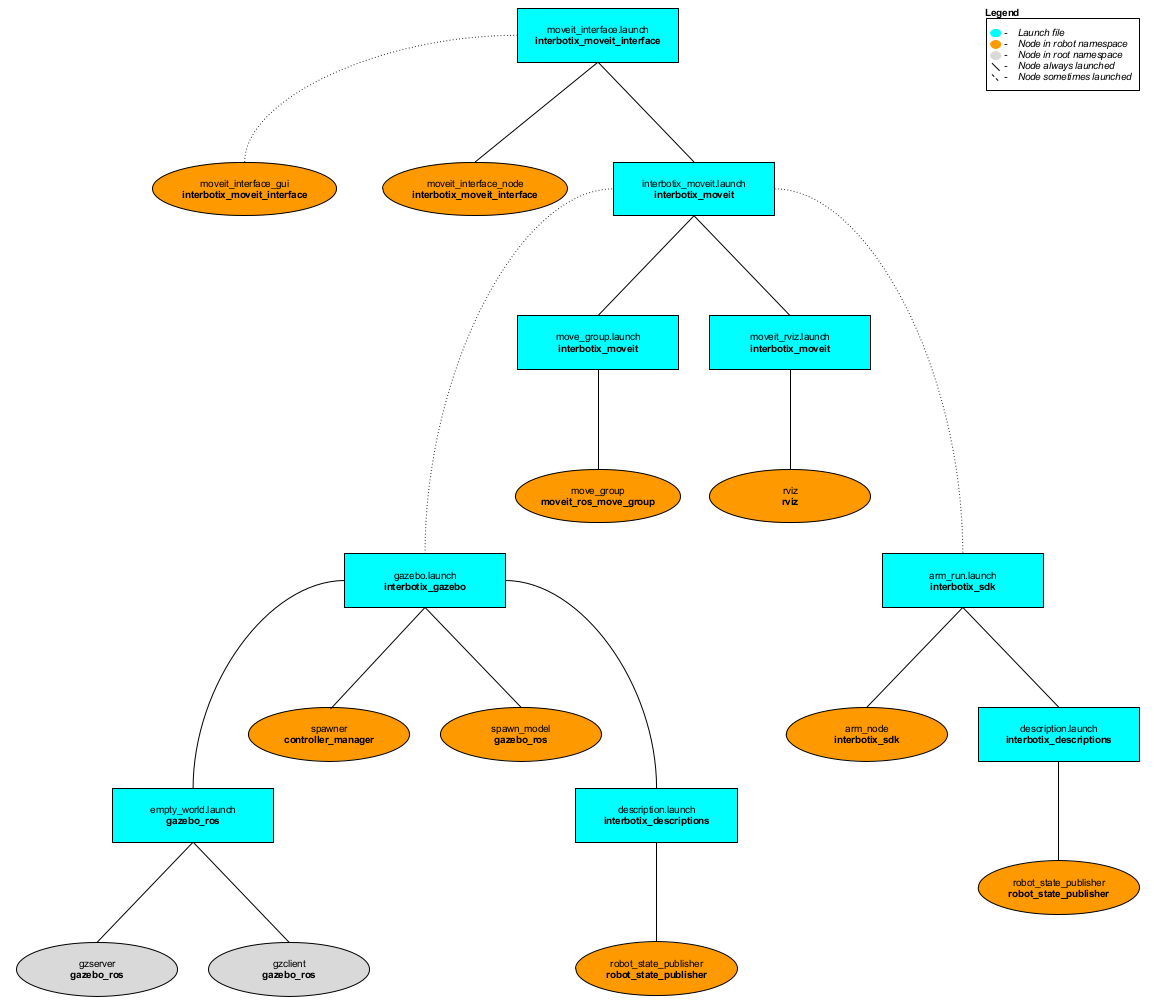 moveit_interface.launch
interbotix_moveit_interface
Legend
- Launch file
- Node in robot namespace
- Node in root namespace
- Node always launched
- Node sometimes launched
moveit_interface_gui
interbotix_moveit_interface
moveit_interface_node
interbotix_moveit_interface
interbotix_moveit.launch
interbotix_moveit
move_group.launch
interbotix_moveit
moveit_rviz.launch
interbotix_moveit
move_group
moveit_ros_move_group
rviz
rviz
gazebo.launch
interbotix_gazebo
arm_run.launch
interbotix_sdk
spawner
controller_manager
spawn_model
gazebo_ros
arm_node
interbotix_sdk
description.launch
interbotix_descriptions
empty_world.launch
gazebo_ros
description.launch
interbotix_descriptions
robot_state_publisher
robot_state_publisher
gzserver
gazebo_ros
gzclient
gazebo_ros
robot_state_publisher
robot_state_publisher